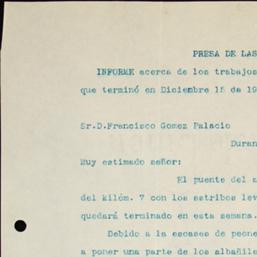 PRESA DE LAS
INFORME acerca de los trabajos
que terminó en Diciembre 15 de 19
Sr.D.Francisco Gomez Palacio
Duran
Muy estimado señor:
El puente del
del kilóm. 7 con los estribos lev
quedará terminado en esta semana.
Debido a la escases de peone
a poner una parte de los albañile